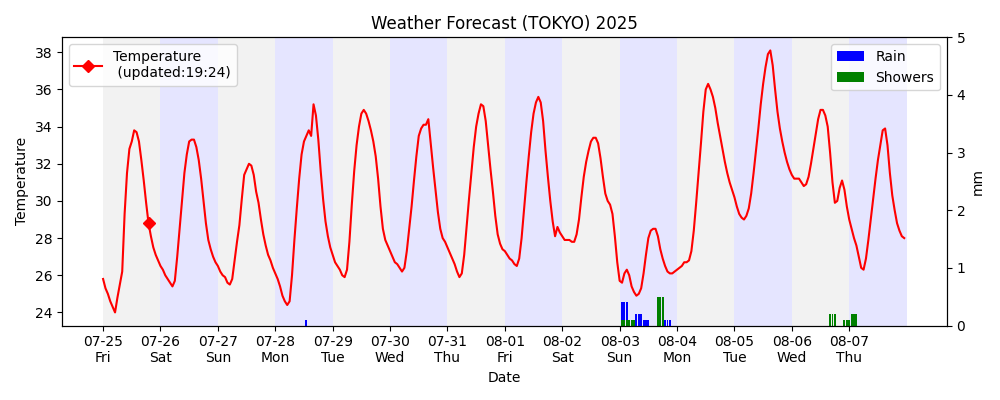 Weather Forecast (TOKYO) 2025
Temperature
(updated:19:24)
Rain
Showers
Temperature
38
36
34
32
30
28
26
24
5
4
3
2
1
0
mm
07-25 07-26 07-27 07-28 07-29 07-30 07-31 08-01 08-02 08-03 08-04 08-05 08-06 08-07
Fri Sat Sun Mon Tue Wed Thu Fri Sat Sun Mon Tue Wed Thu
Date